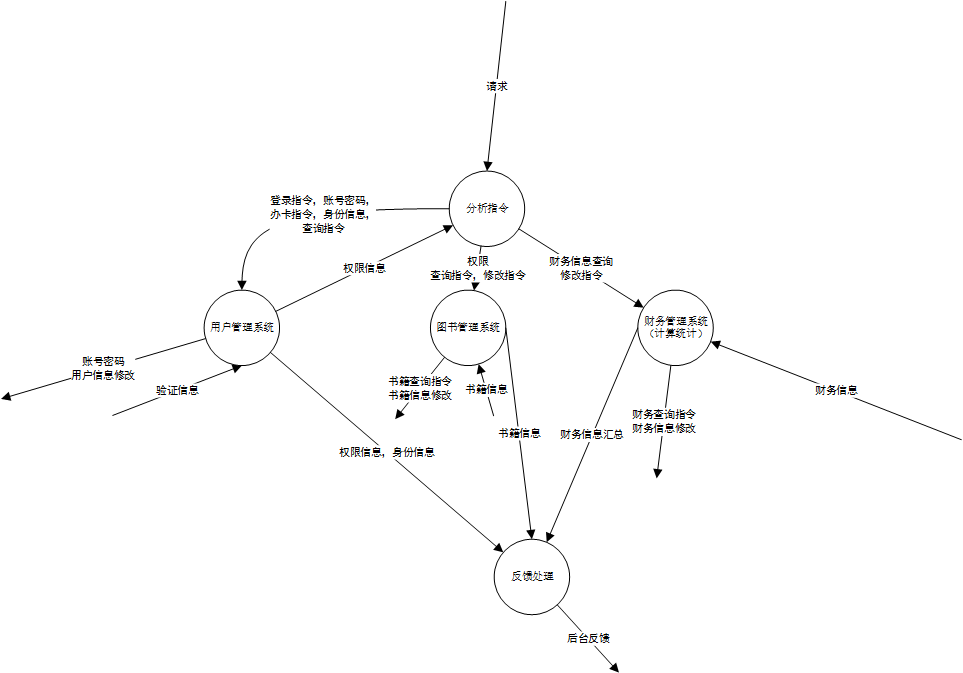 请求
分析指令
登录指令，账号密码，
办卡指令，身份信息，
查询指令
权限信息
权限
查询指令，修改指令
财务信息查询
修改指令
用户管理系统
图书管理系统
财务管理系统
（计算统计）
账号密码
用户信息修改
验证信息
书籍查询指令
书籍信息修改
书籍信息
财务信息
财务查询指令
财务信息修改
书籍信息
财务信息汇总
权限信息，身份信息
反馈处理
后台反馈